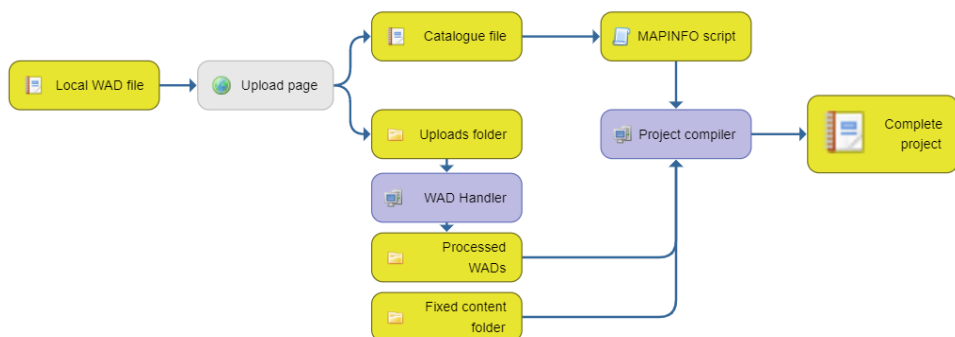 Catalogue file
MAPINFO script
Local WAD file
Upload page
Uploads folder
Project compiler
Complete
project
WAD Handler
Processed
WADs
Fixed content
folder